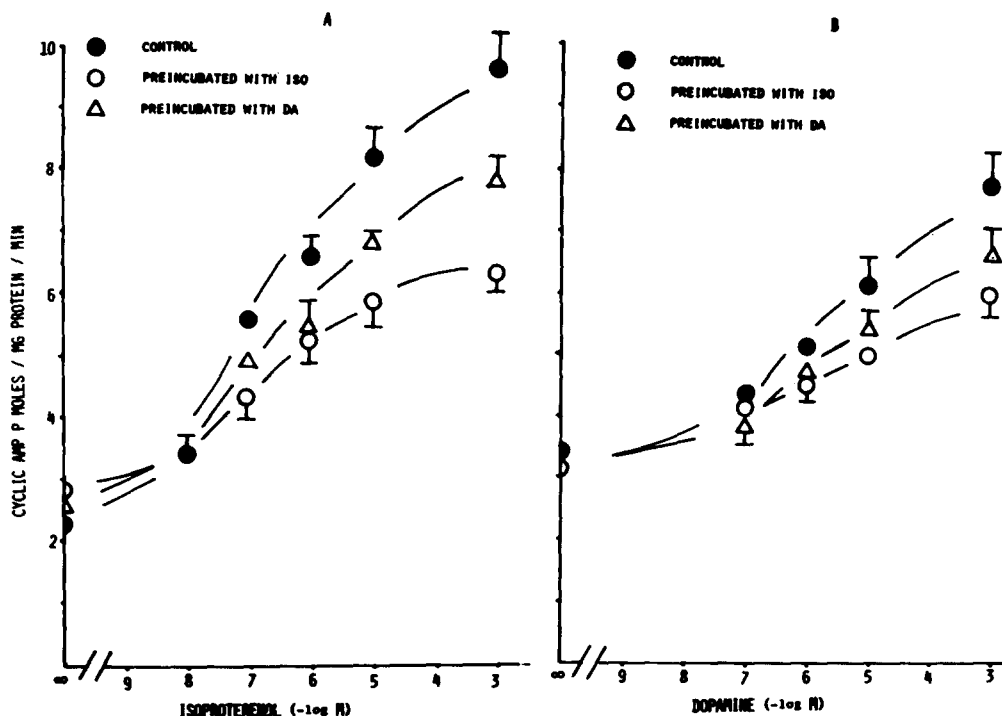 A
CONTROL
PREINCUBATED WITH ISO
PREINCUBATED WITH DA
CYCLIC AMP P MOLES / MG PROTEIN / MIN
10
8
6
4
2
∞ 9 8 7 6 5 4 3
ISOPROTERENOL (-log M)
B
CONTROL
PREINCUBATED WITH ISO
PREINCUBATED WITH DA
∞ 9 8 7 6 5 4 3
DOPAMINE (-log M)